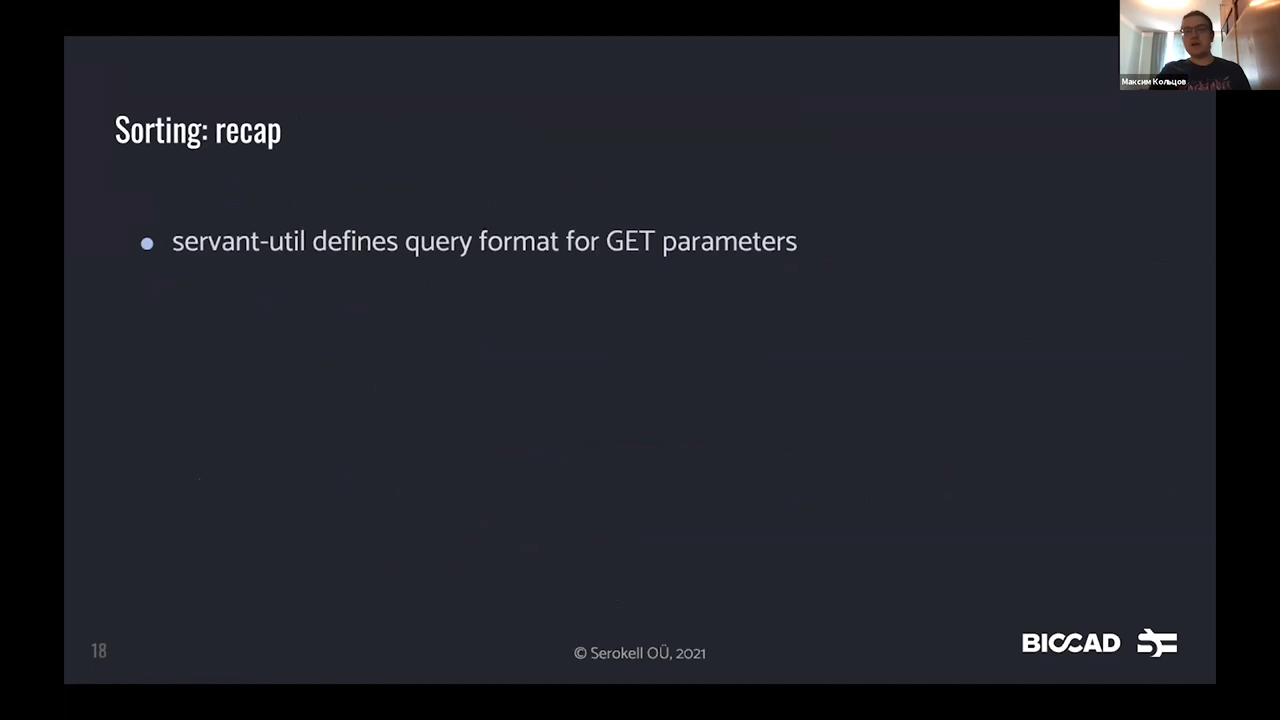 Максим Кольцов
Sorting: recap
servant-util defines query format for GET parameters
18
© Serokell OÜ, 2021
BIOCAD